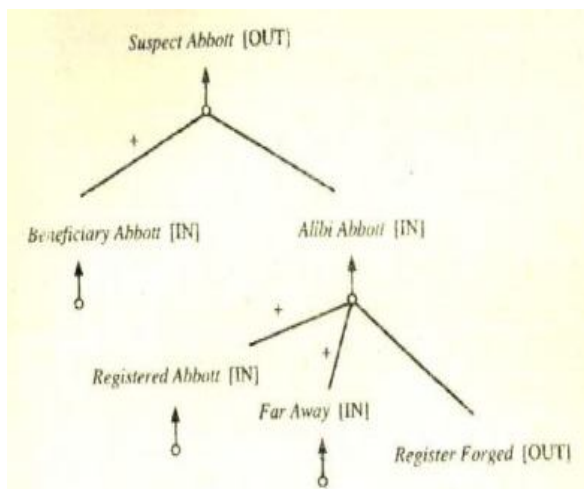 Suspect Abbott [OUT]
+
Beneficiary Abbott [IN]
Alibi Abbott [IN]
+
+
Registered Abbott [IN]
Far Away [IN]
Register Forged [OUT]